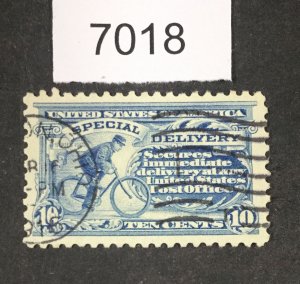 7018
UNITED STATES OF AMERICA
SPECIAL DELIVERY
Secures
immediate
delivery at any
United States
Post Office
10 TEN CENTS 10
PM